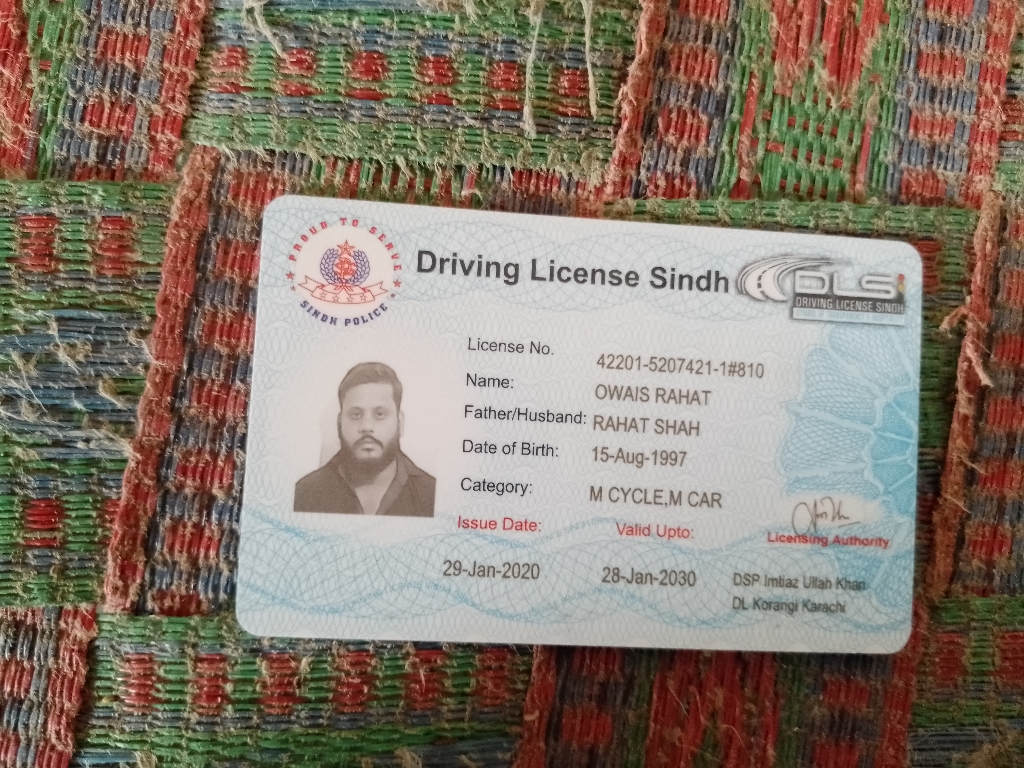 PROUD TO SERVE
SINDH POLICE
Driving License Sindh
DLS
DRIVING LICENSE SINDH
License No. 42201-5207421-1#810
Name: OWAIS RAHAT
Father/Husband: RAHAT SHAH
Date of Birth: 15-Aug-1997
Category: M CYCLE,M CAR
Issue Date: Valid Upto:
Licensing Authority
29-Jan-2020 28-Jan-2030
DSP Imtiaz Ullah Khan
DL Korangi Karachi